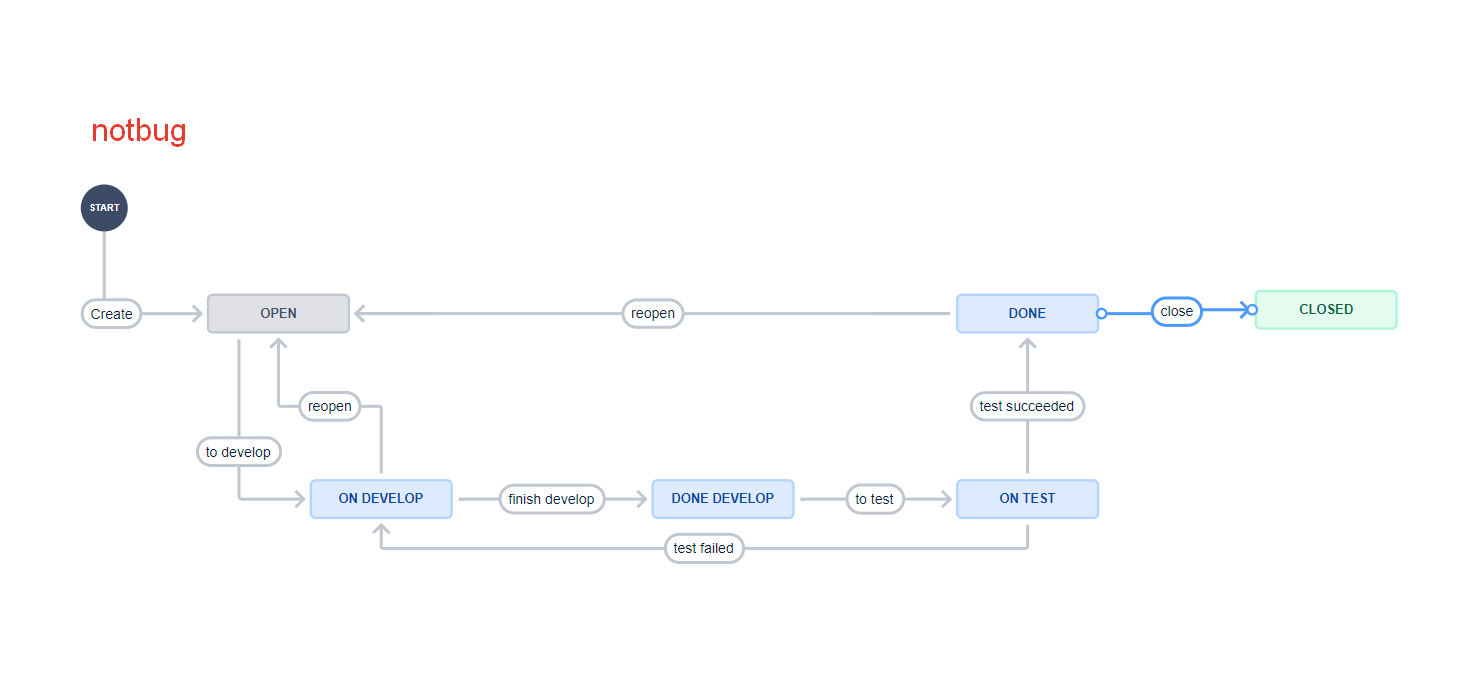 notbug
START
Create
OPEN
reopen
DONE
close
CLOSED
reopen
test succeeded
to develop
ON DEVELOP
finish develop
DONE DEVELOP
to test
ON TEST
test failed